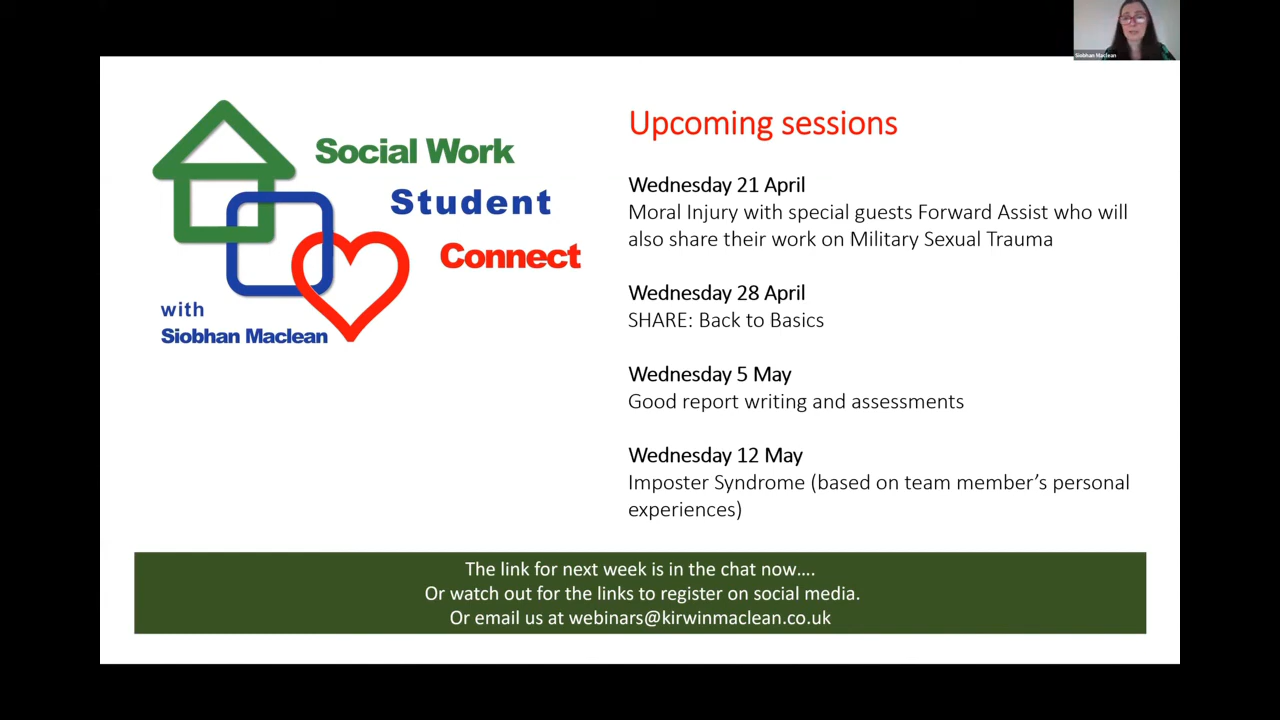 Siobhan Maclean
Social Work
Student
Connect
with
Siobhan Maclean
Upcoming sessions
Wednesday 21 April
Moral Injury with special guests Forward Assist who will
also share their work on Military Sexual Trauma
Wednesday 28 April
SHARE: Back to Basics
Wednesday 5 May
Good report writing and assessments
Wednesday 12 May
Imposter Syndrome (based on team member’s personal
experiences)
The link for next week is in the chat now….
Or watch out for the links to register on social media.
Or email us at webinars@kirwinmaclean.co.uk